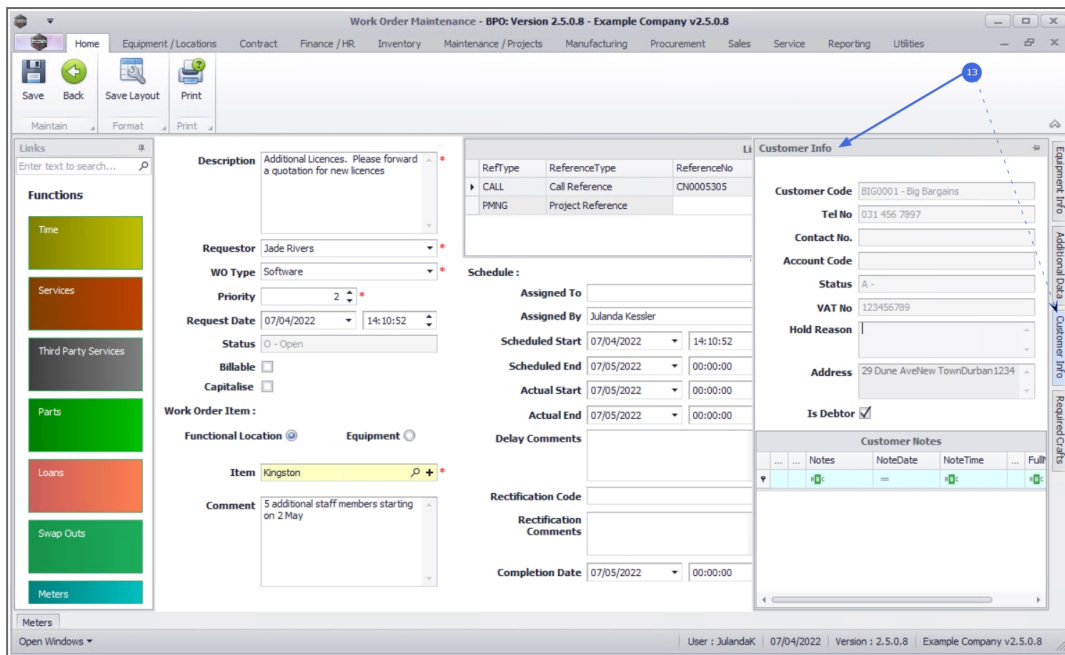 Work Order Maintenance - BPO: Version 2.5.0.8 - Example Company v2.5.0.8
Home Equipment / Locations Contract Finance / HR Inventory Maintenance / Projects Manufacturing Procurement Sales Service Reporting Utilities
Save Back Save Layout Print
Maintain Format Print
13
Links
Enter text to search...
Functions
Time
Services
Third Party Services
Parts
Loans
Swap Outs
Meters
Description Additional Licences. Please forward
a quotation for new licences
*
Requestor Jade Rivers *
WO Type Software *
Priority 2 *
Request Date 07/04/2022 14:10:52
Status O - Open
Billable
Capitalise
Work Order Item :
Functional Location Equipment
Item Kingston *
Comment 5 additional staff members starting
on 2 May
Li
RefType ReferenceType ReferenceNo
CALL Call Reference CN0005305
PMNG Project Reference
Schedule :
Assigned To
Assigned By Julanda Kessler
Scheduled Start 07/04/2022 14:10:52
Scheduled End 07/05/2022 00:00:00
Actual Start 07/05/2022 00:00:00
Actual End 07/05/2022 00:00:00
Delay Comments
Rectification Code
Rectification
Comments
Completion Date 07/05/2022 00:00:00
Customer Info
Customer Code BIG0001 - Big Bargains
Tel No 031 456 7897
Contact No.
Account Code
Status A -
VAT No 123456789
Hold Reason
Address 29 Dune AveNew TownDurban1234
Is Debtor
Customer Notes
... ... Notes NoteDate NoteTime ... FullN
=
Equipment Info
Additional Data
Customer Info
Required Crafts
Meters
Open Windows
User : JulandaK 07/04/2022 Version : 2.5.0.8 Example Company v2.5.0.8